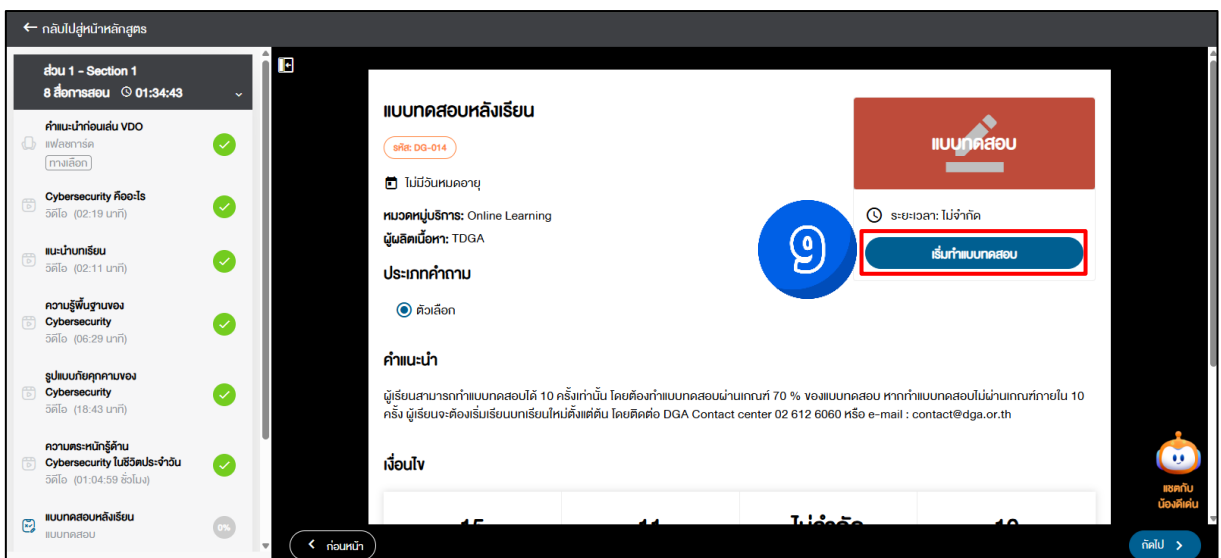 ← กลับไปสู่หน้าหลักสูตร
ส่วน 1 - Section 1
8 สื่อการสอน 01:34:43
คำแนะนำก่อนเล่น VDO
แฟลชการ์ด
ทางเลือก
Cybersecurity คืออะไร
วิดีโอ (02:19 นาที)
แนะนำบทเรียน
วิดีโอ (02:11 นาที)
ความรู้พื้นฐานของ
Cybersecurity
วิดีโอ (06:29 นาที)
รูปแบบภัยคุกคามของ
Cybersecurity
วิดีโอ (18:43 นาที)
ความตระหนักรู้ด้าน
Cybersecurity ในชีวิตประจำวัน
วิดีโอ (01:04:59 ชั่วโมง)
แบบทดสอบหลังเรียน
แบบทดสอบ
0%
แบบทดสอบหลังเรียน
รหัส: DG-014
ไม่มีวันหมดอายุ
หมวดหมู่บริการ: Online Learning
ผู้ผลิตเนื้อหา: TDGA
ประเภทคำถาม
ตัวเลือก
แบบทดสอบ
ระยะเวลา: ไม่จำกัด
๑
เริ่มทำแบบทดสอบ
คำแนะนำ
ผู้เรียนสามารถทำแบบทดสอบได้ 10 ครั้งเท่านั้น โดยต้องทำแบบทดสอบผ่านเกณฑ์ 70 % ของแบบทดสอบ หากทำแบบทดสอบไม่ผ่านเกณฑ์ภายใน 10
ครั้ง ผู้เรียนจะต้องเริ่มเรียนบทเรียนใหม่ตั้งแต่ต้น โดยติดต่อ DGA Contact center 02 612 6060 หรือ e-mail : contact@dga.or.th
เงื่อนไข
ไม่จำกัด
แชตกับ
น้องดีเด่น
ก่อนหน้า
ถัดไป